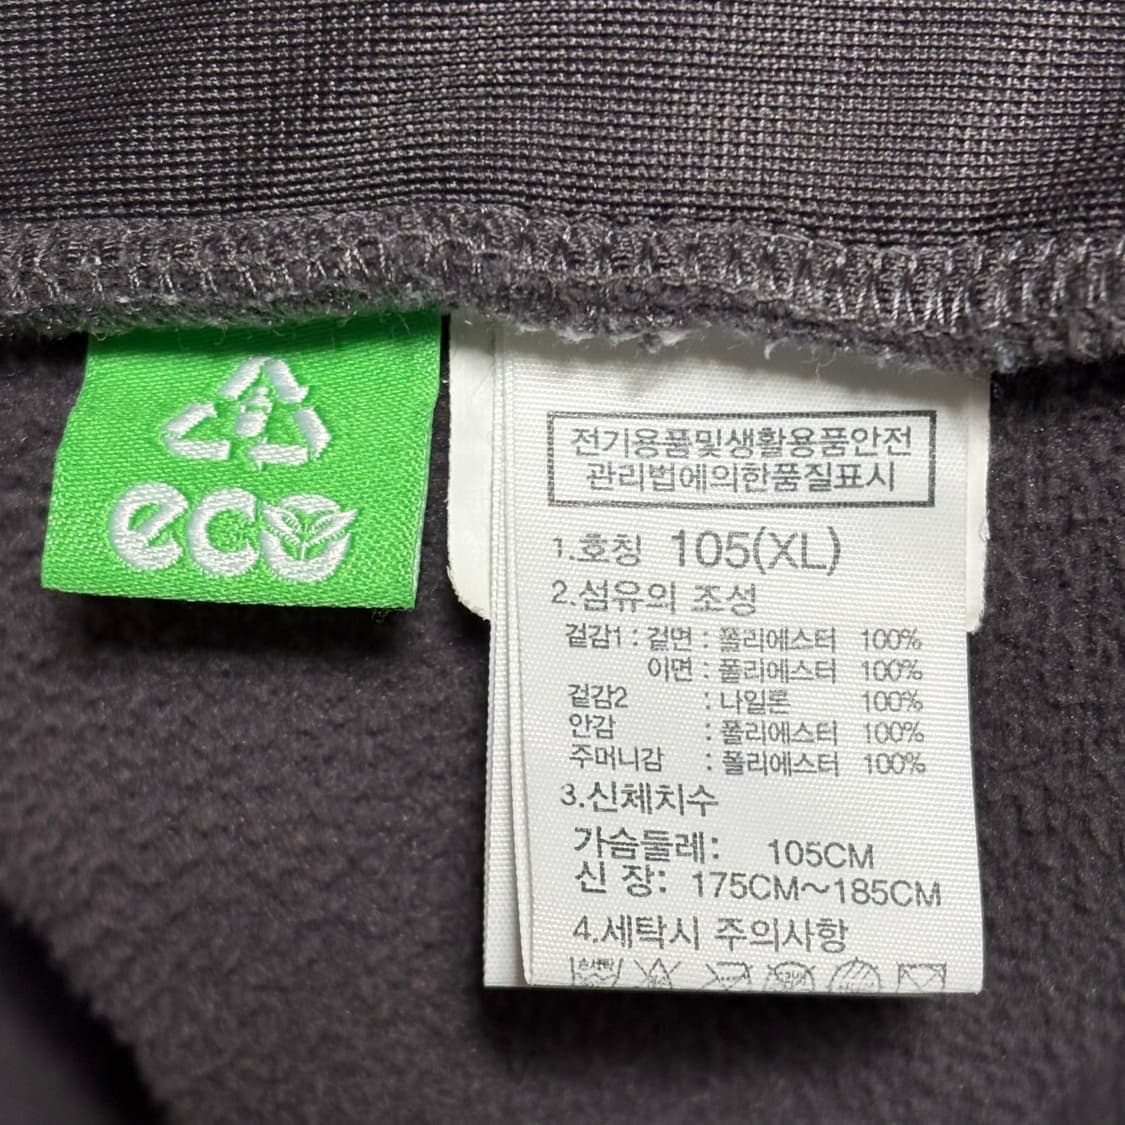 eco
전기용품및생활용품안전
관리법에의한품질표시
1.호칭 105(XL)
2.섬유의 조성
겉감1 : 겉면 : 폴리에스터 100%
이면 : 폴리에스터 100%
겉감2 : 나일론 100%
안감 : 폴리에스터 100%
주머니감 : 폴리에스터 100%
3.신체치수
가슴둘레: 105CM
신 장: 175CM~185CM
4.세탁시 주의사항
손세탁